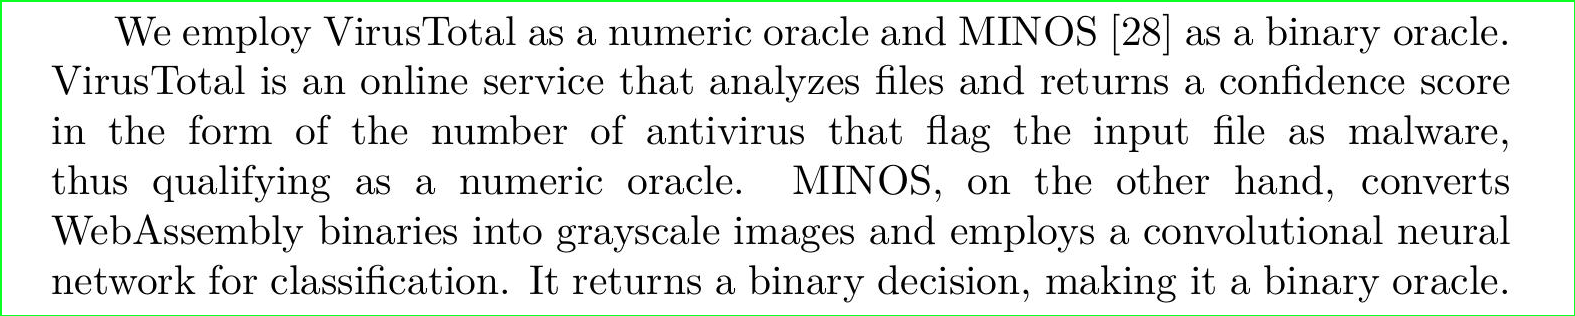 We employ VirusTotal as a numeric oracle and MINOS [28] as a binary oracle.
VirusTotal is an online service that analyzes files and returns a confidence score
in the form of the number of antivirus that flag the input file as malware,
thus qualifying as a numeric oracle. MINOS, on the other hand, converts
WebAssembly binaries into grayscale images and employs a convolutional neural
network for classification. It returns a binary decision, making it a binary oracle.